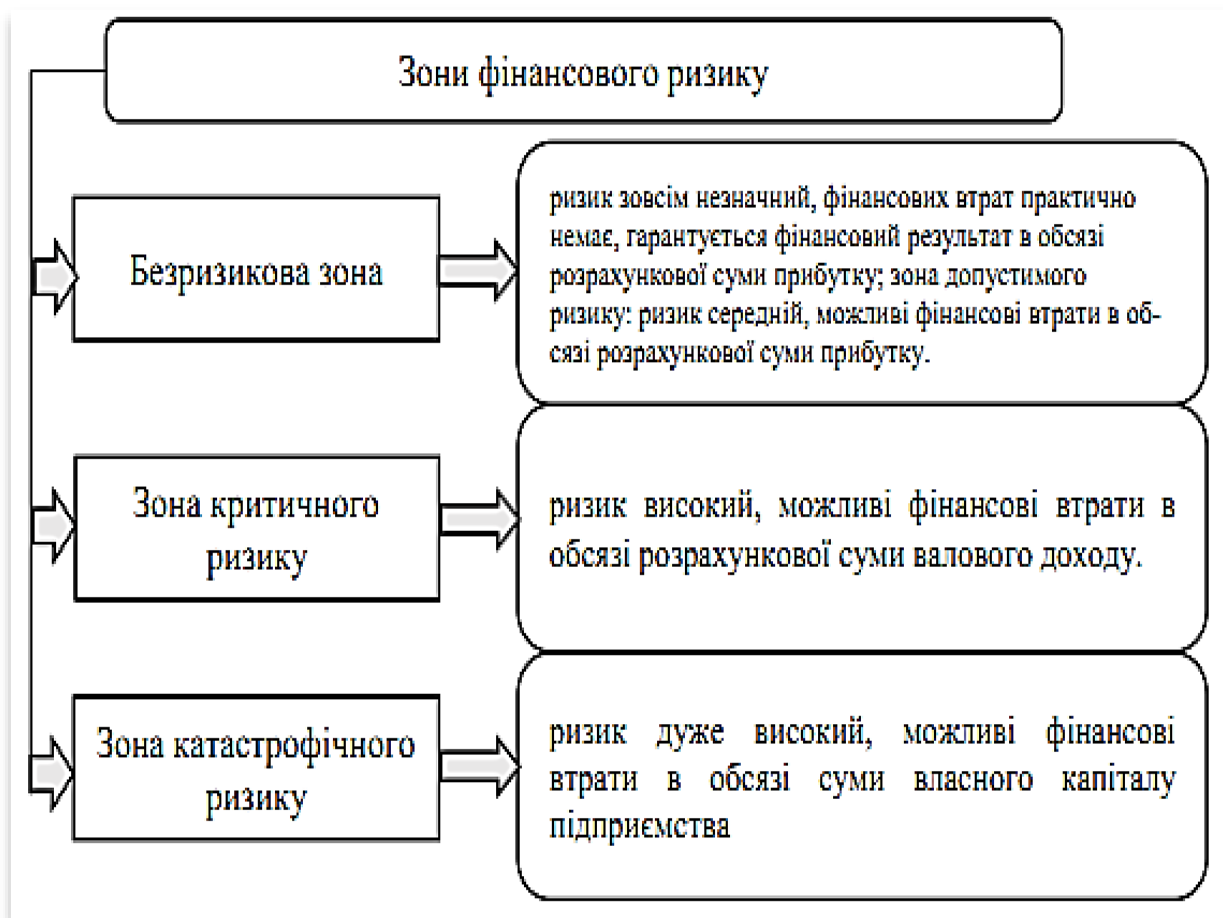 Зони фінансового ризику
Безризикова зона
ризик зовсім незначний, фінансових втрат практично
немає, гарантується фінансовий результат в обсязі
розрахункової суми прибутку; зона допустимого
ризику: ризик середній, можливі фінансові втрати в об-
сязі розрахункової суми прибутку.
Зона критичного
ризику
ризик високий, можливі фінансові втрати в
обсязі розрахункової суми валового доходу.
Зона катастрофічного
ризику
ризик дуже високий, можливі фінансові
втрати в обсязі суми власного капіталу
підприємства